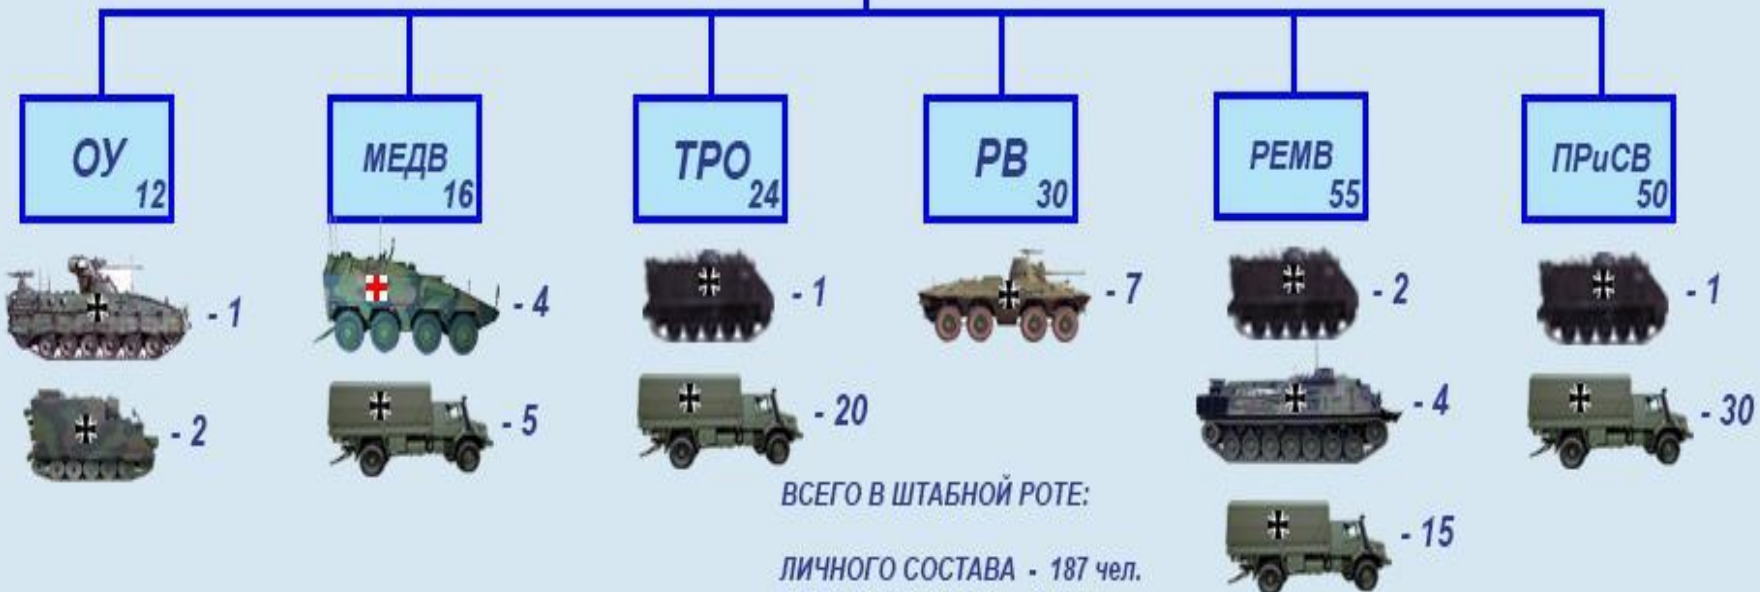 ОУ
12
МЕДВ
16
ТРО
24
РВ
30
РЕМВ
55
ПРиСВ
50
- 1
- 4
- 1
- 7
- 2
- 1
- 2
- 5
- 20
- 4
- 30
ВСЕГО В ШТАБНОЙ РОТЕ:
- 15
ЛИЧНОГО СОСТАВА - 187 чел.